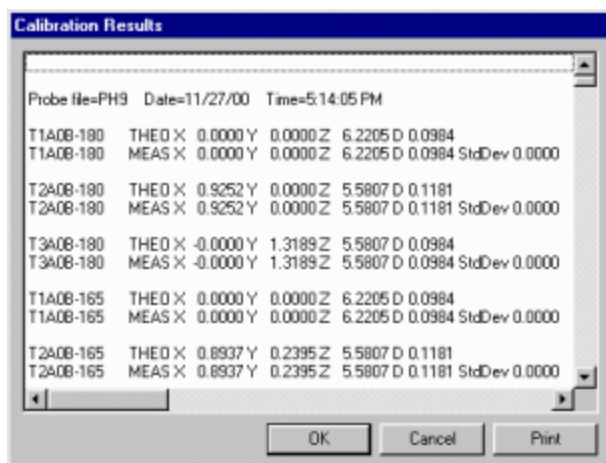 Calibration Results
Probe file=PH9 Date=11/27/00 Time=5:14:05 PM
T1A0B-180 THEO X 0.0000 Y 0.0000 Z 6.2205 D 0.0984
T1A0B-180 MEAS X 0.0000 Y 0.0000 Z 6.2205 D 0.0984 StdDev 0.0000
T2A0B-180 THEO X 0.9252 Y 0.0000 Z 5.5807 D 0.1181
T2A0B-180 MEAS X 0.9252 Y 0.0000 Z 5.5807 D 0.1181 StdDev 0.0000
T3A0B-180 THEO X -0.0000 Y 1.3189 Z 5.5807 D 0.0984
T3A0B-180 MEAS X -0.0000 Y 1.3189 Z 5.5807 D 0.0984 StdDev 0.0000
T1A0B-165 THEO X 0.0000 Y 0.0000 Z 6.2205 D 0.0984
T1A0B-165 MEAS X 0.0000 Y 0.0000 Z 6.2205 D 0.0984 StdDev 0.0000
T2A0B-165 THEO X 0.8937 Y 0.2395 Z 5.5807 D 0.1181
T2A0B-165 MEAS X 0.8937 Y 0.2395 Z 5.5807 D 0.1181 StdDev 0.0000
OK Cancel Print